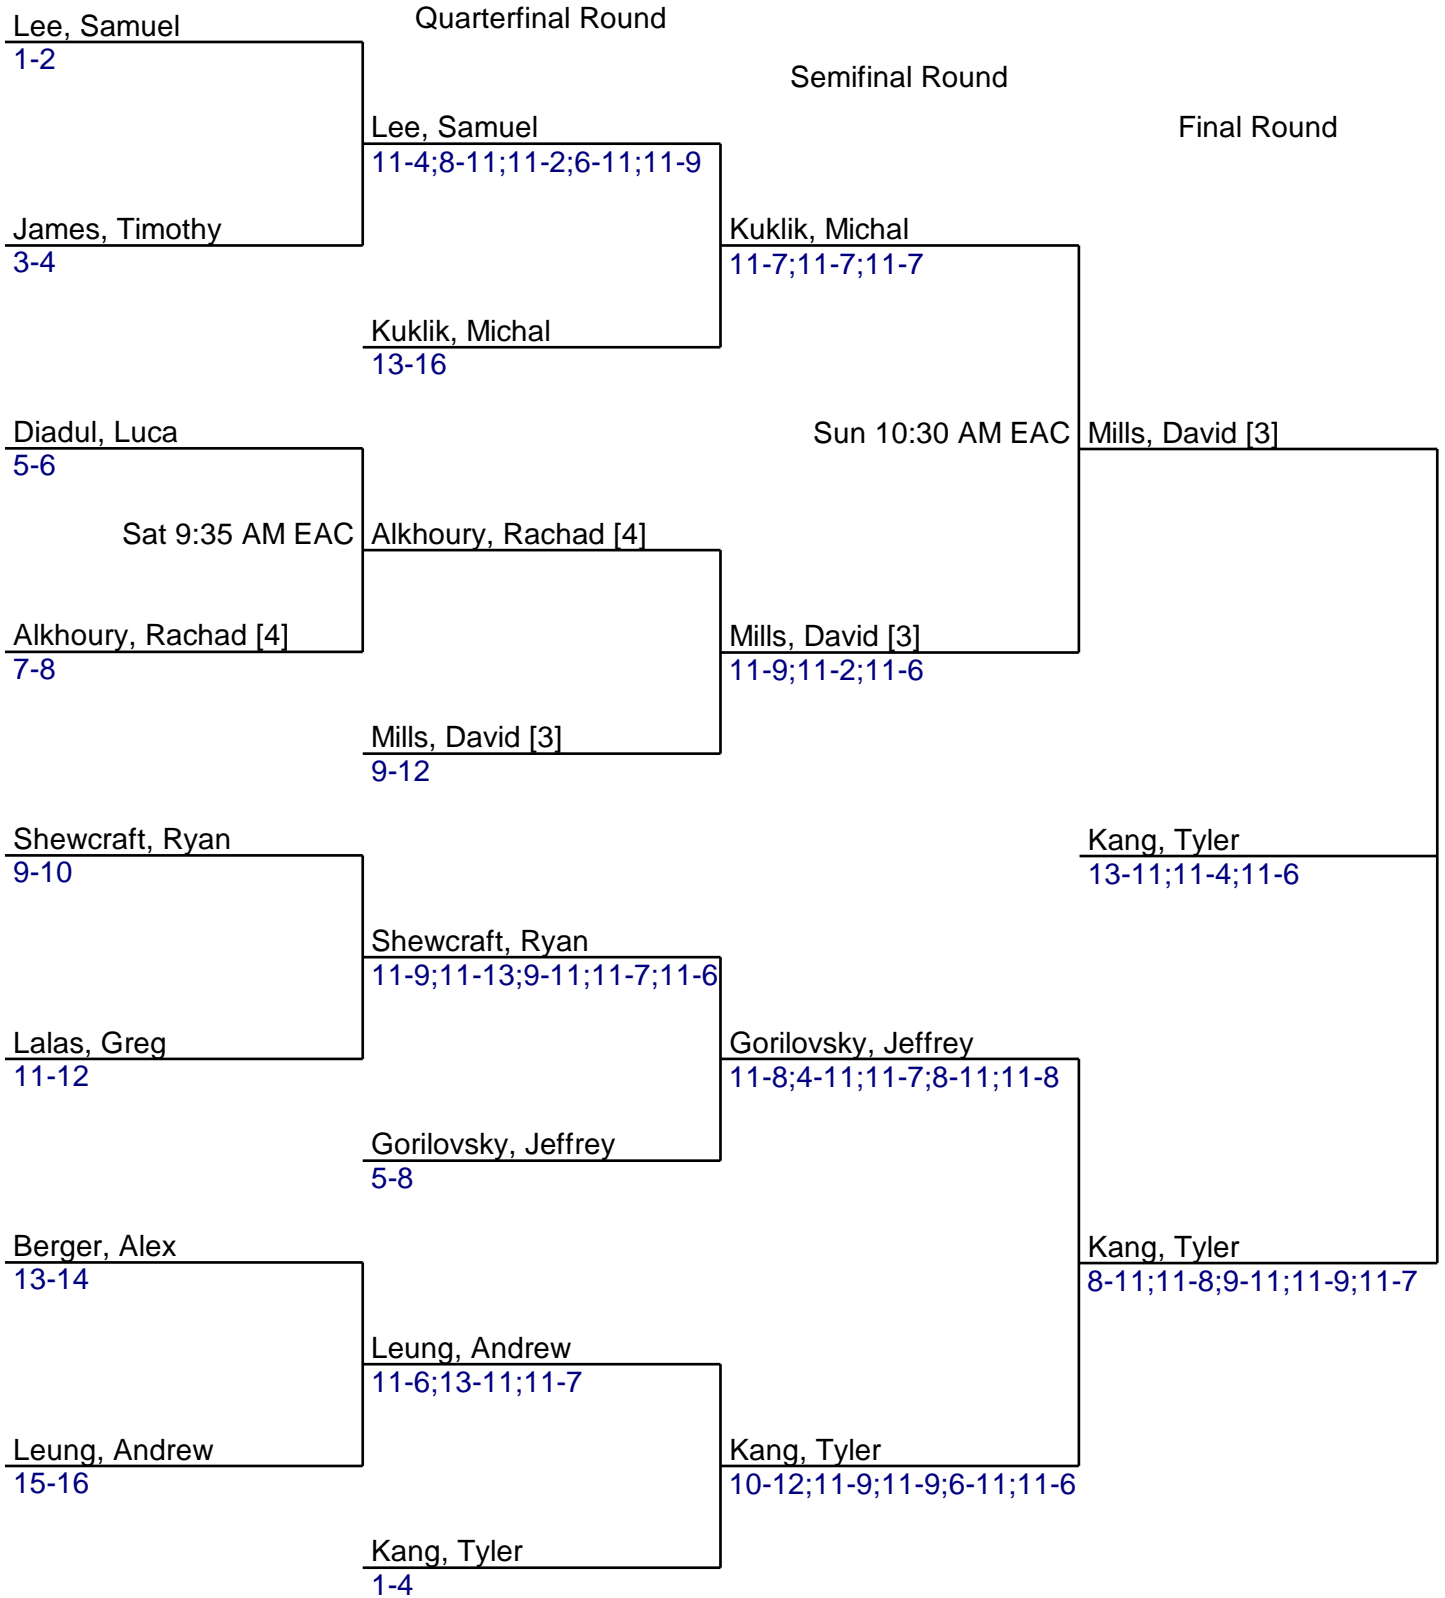 Lee, Samuel
Quarterfinal Round
1-2
Semifinal Round
Lee, Samuel
Final Round
11-4;8-11;11-2;6-11;11-9
James, Timothy
Kuklik, Michal
3-4
11-7;11-7;11-7
Kuklik, Michal
13-16
Diadul, Luca
Sun 10:30 AM EAC
Mills, David [3]
5-6
Sat 9:35 AM EAC
Alkhoury, Rachad [4]
Alkhoury, Rachad [4]
Mills, David [3]
7-8
11-9;11-2;11-6
Mills, David [3]
9-12
Shewcraft, Ryan
Kang, Tyler
9-10
13-11;11-4;11-6
Shewcraft, Ryan
11-9;11-13;9-11;11-7;11-6
Lalas, Greg
Gorilovsky, Jeffrey
11-12
11-8;4-11;11-7;8-11;11-8
Gorilovsky, Jeffrey
5-8
Berger, Alex
Kang, Tyler
13-14
8-11;11-8;9-11;11-9;11-7
Leung, Andrew
11-6;13-11;11-7
Leung, Andrew
Kang, Tyler
15-16
10-12;11-9;11-9;6-11;11-6
Kang, Tyler
1-4